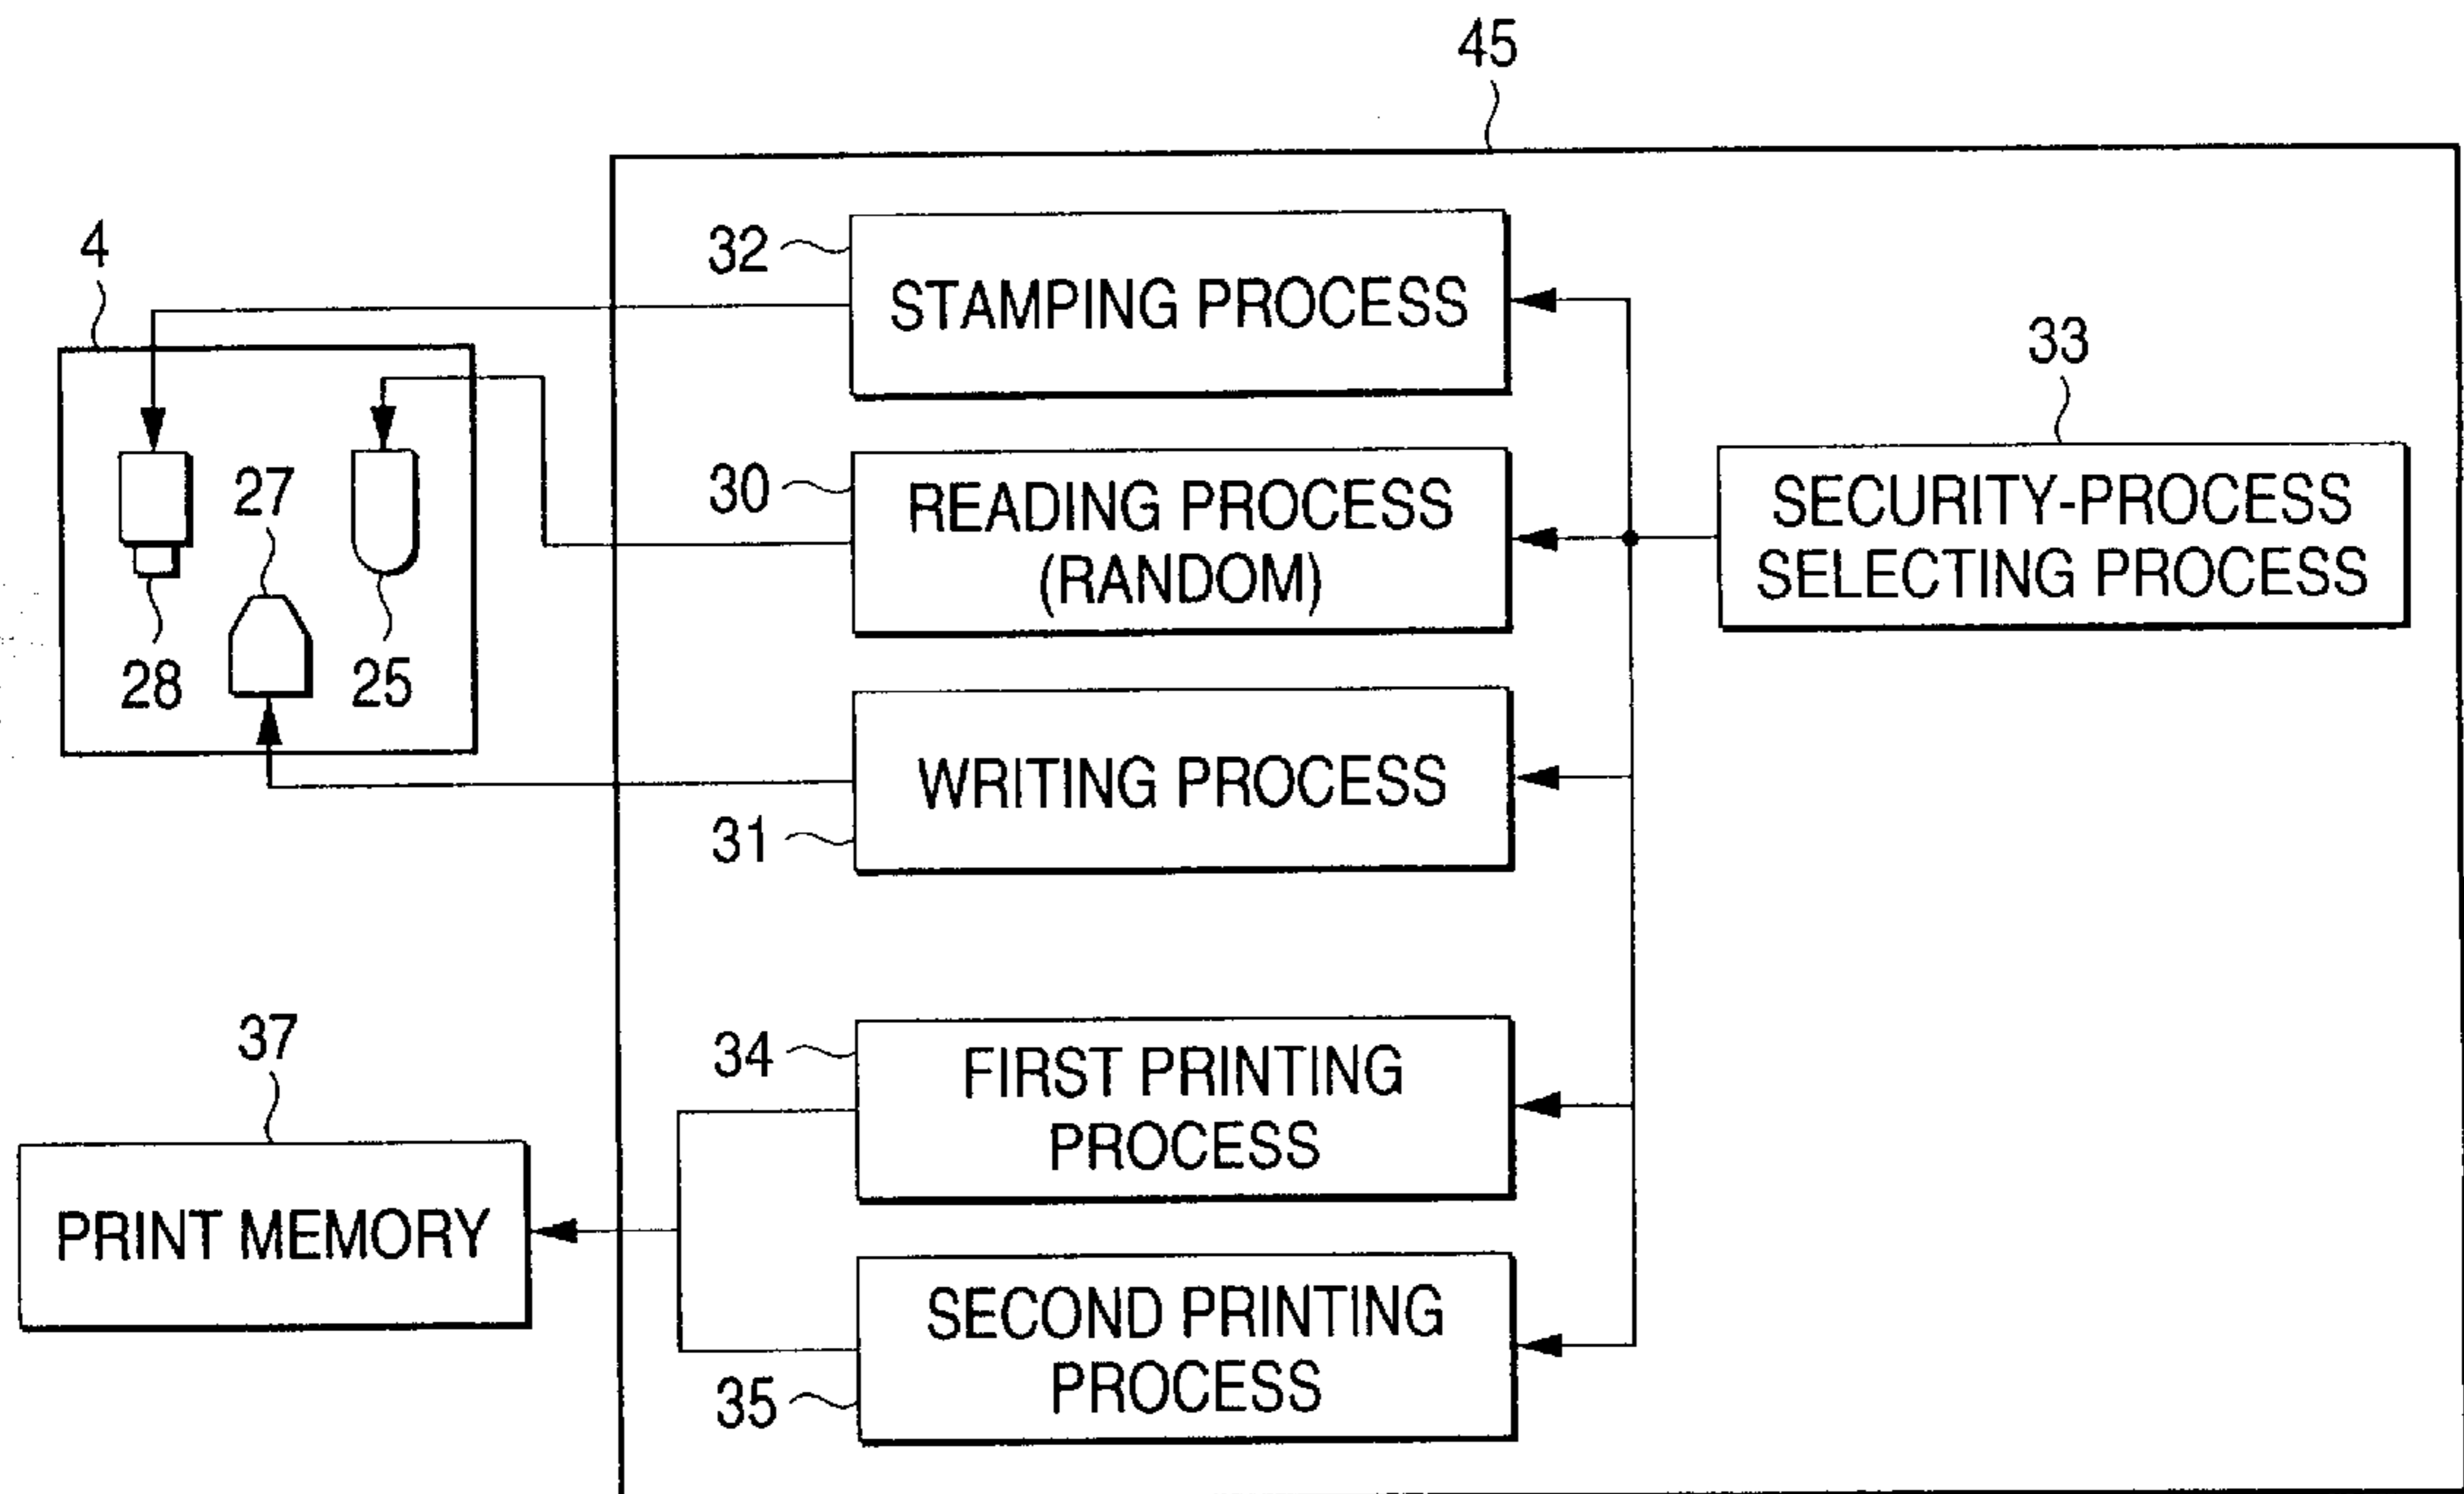 45
4
32
STAMPING PROCESS
33
27
30
READING PROCESS
(RANDOM)
SECURITY-PROCESS
SELECTING PROCESS
28
25
WRITING PROCESS
31
37
34
FIRST PRINTING
PROCESS
PRINT MEMORY
SECOND PRINTING
PROCESS
35